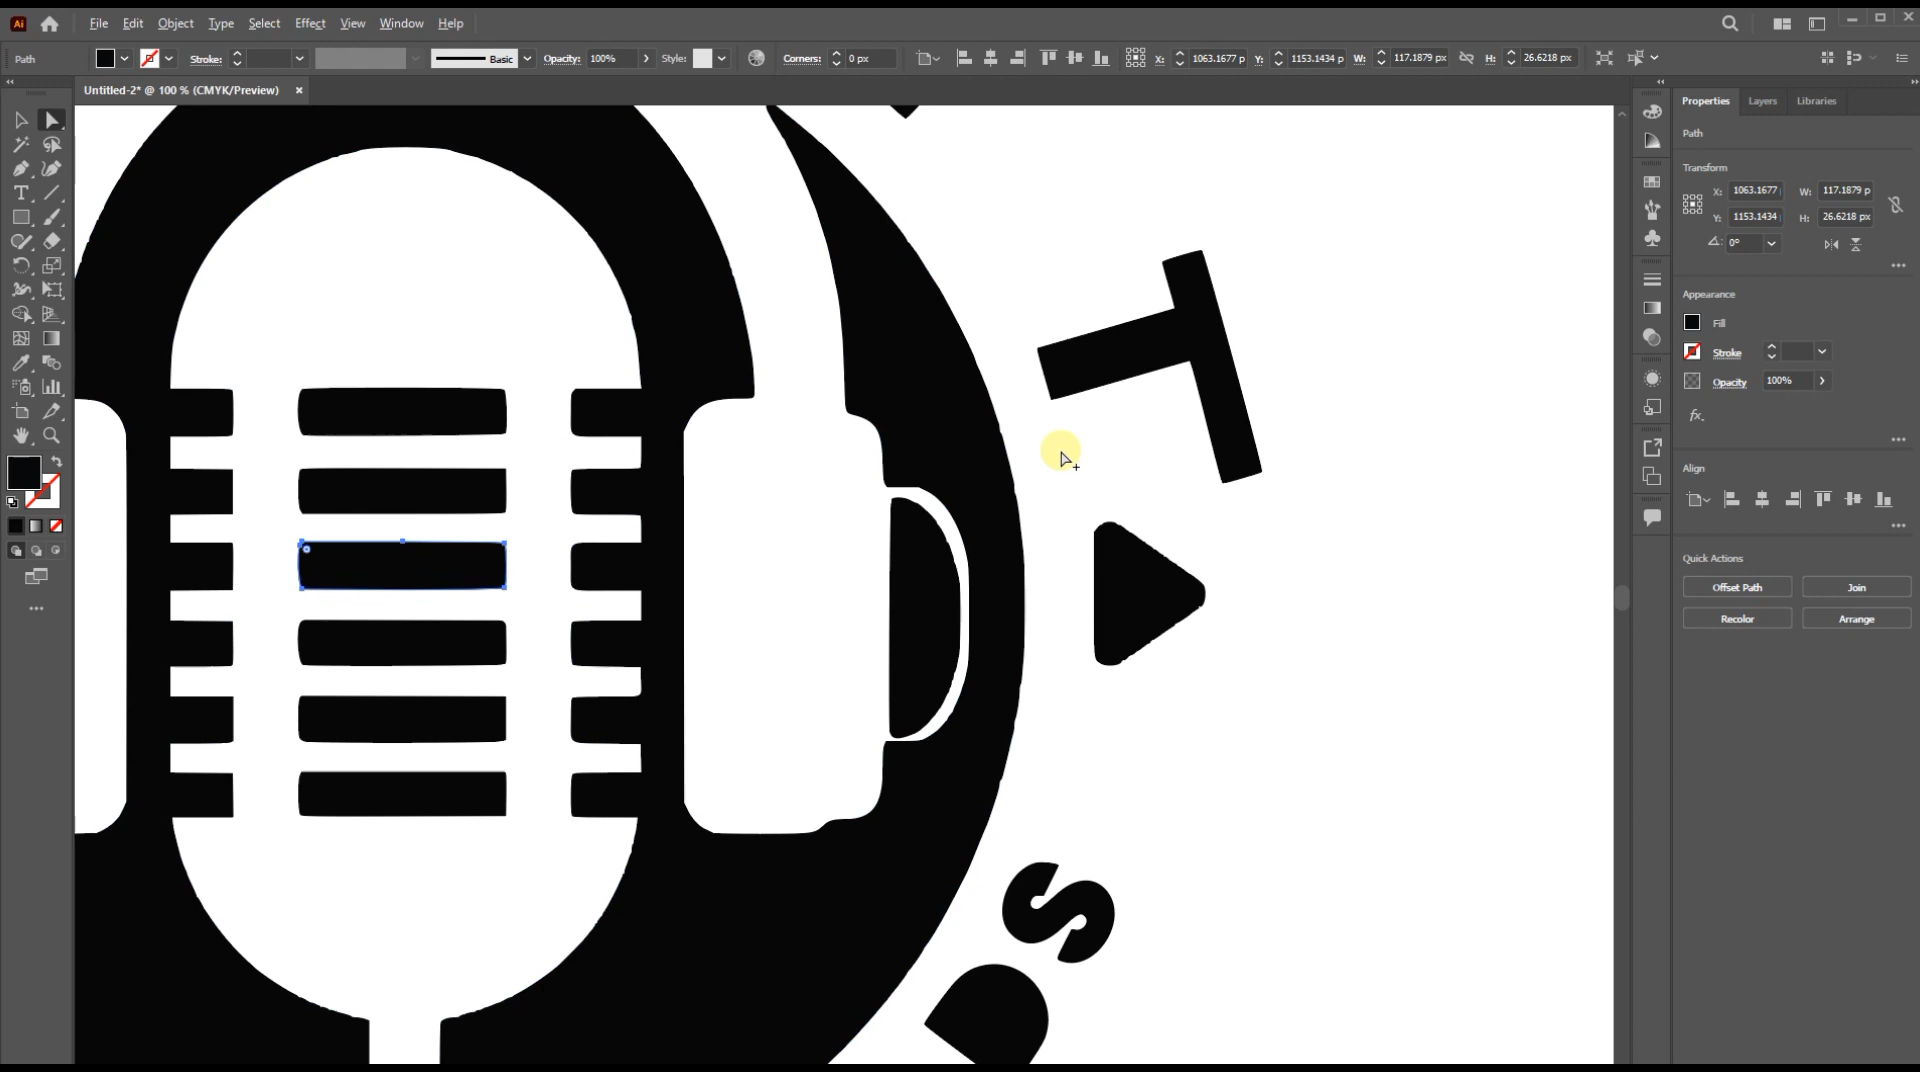 Ai File Edit Object Type Select Effect View Window Help
Path Stroke: Basic Opacity: 100% Style: Corners: 0 px X: 1063.1677 p Y: 1153.1434 p W: 117.1879 px H: 26.6218 px
Untitled-2* @ 100 % (CMYK/Preview) ×
Properties Layers Libraries
Path
Transform
X: 1063.1677 W: 117.1879 p
Y: 1153.1434 H: 26.6218 px
0°
Appearance
Fill
Stroke
Opacity 100%
fx.
Align
Quick Actions
Offset Path Join
Recolor Arrange
T
S
D